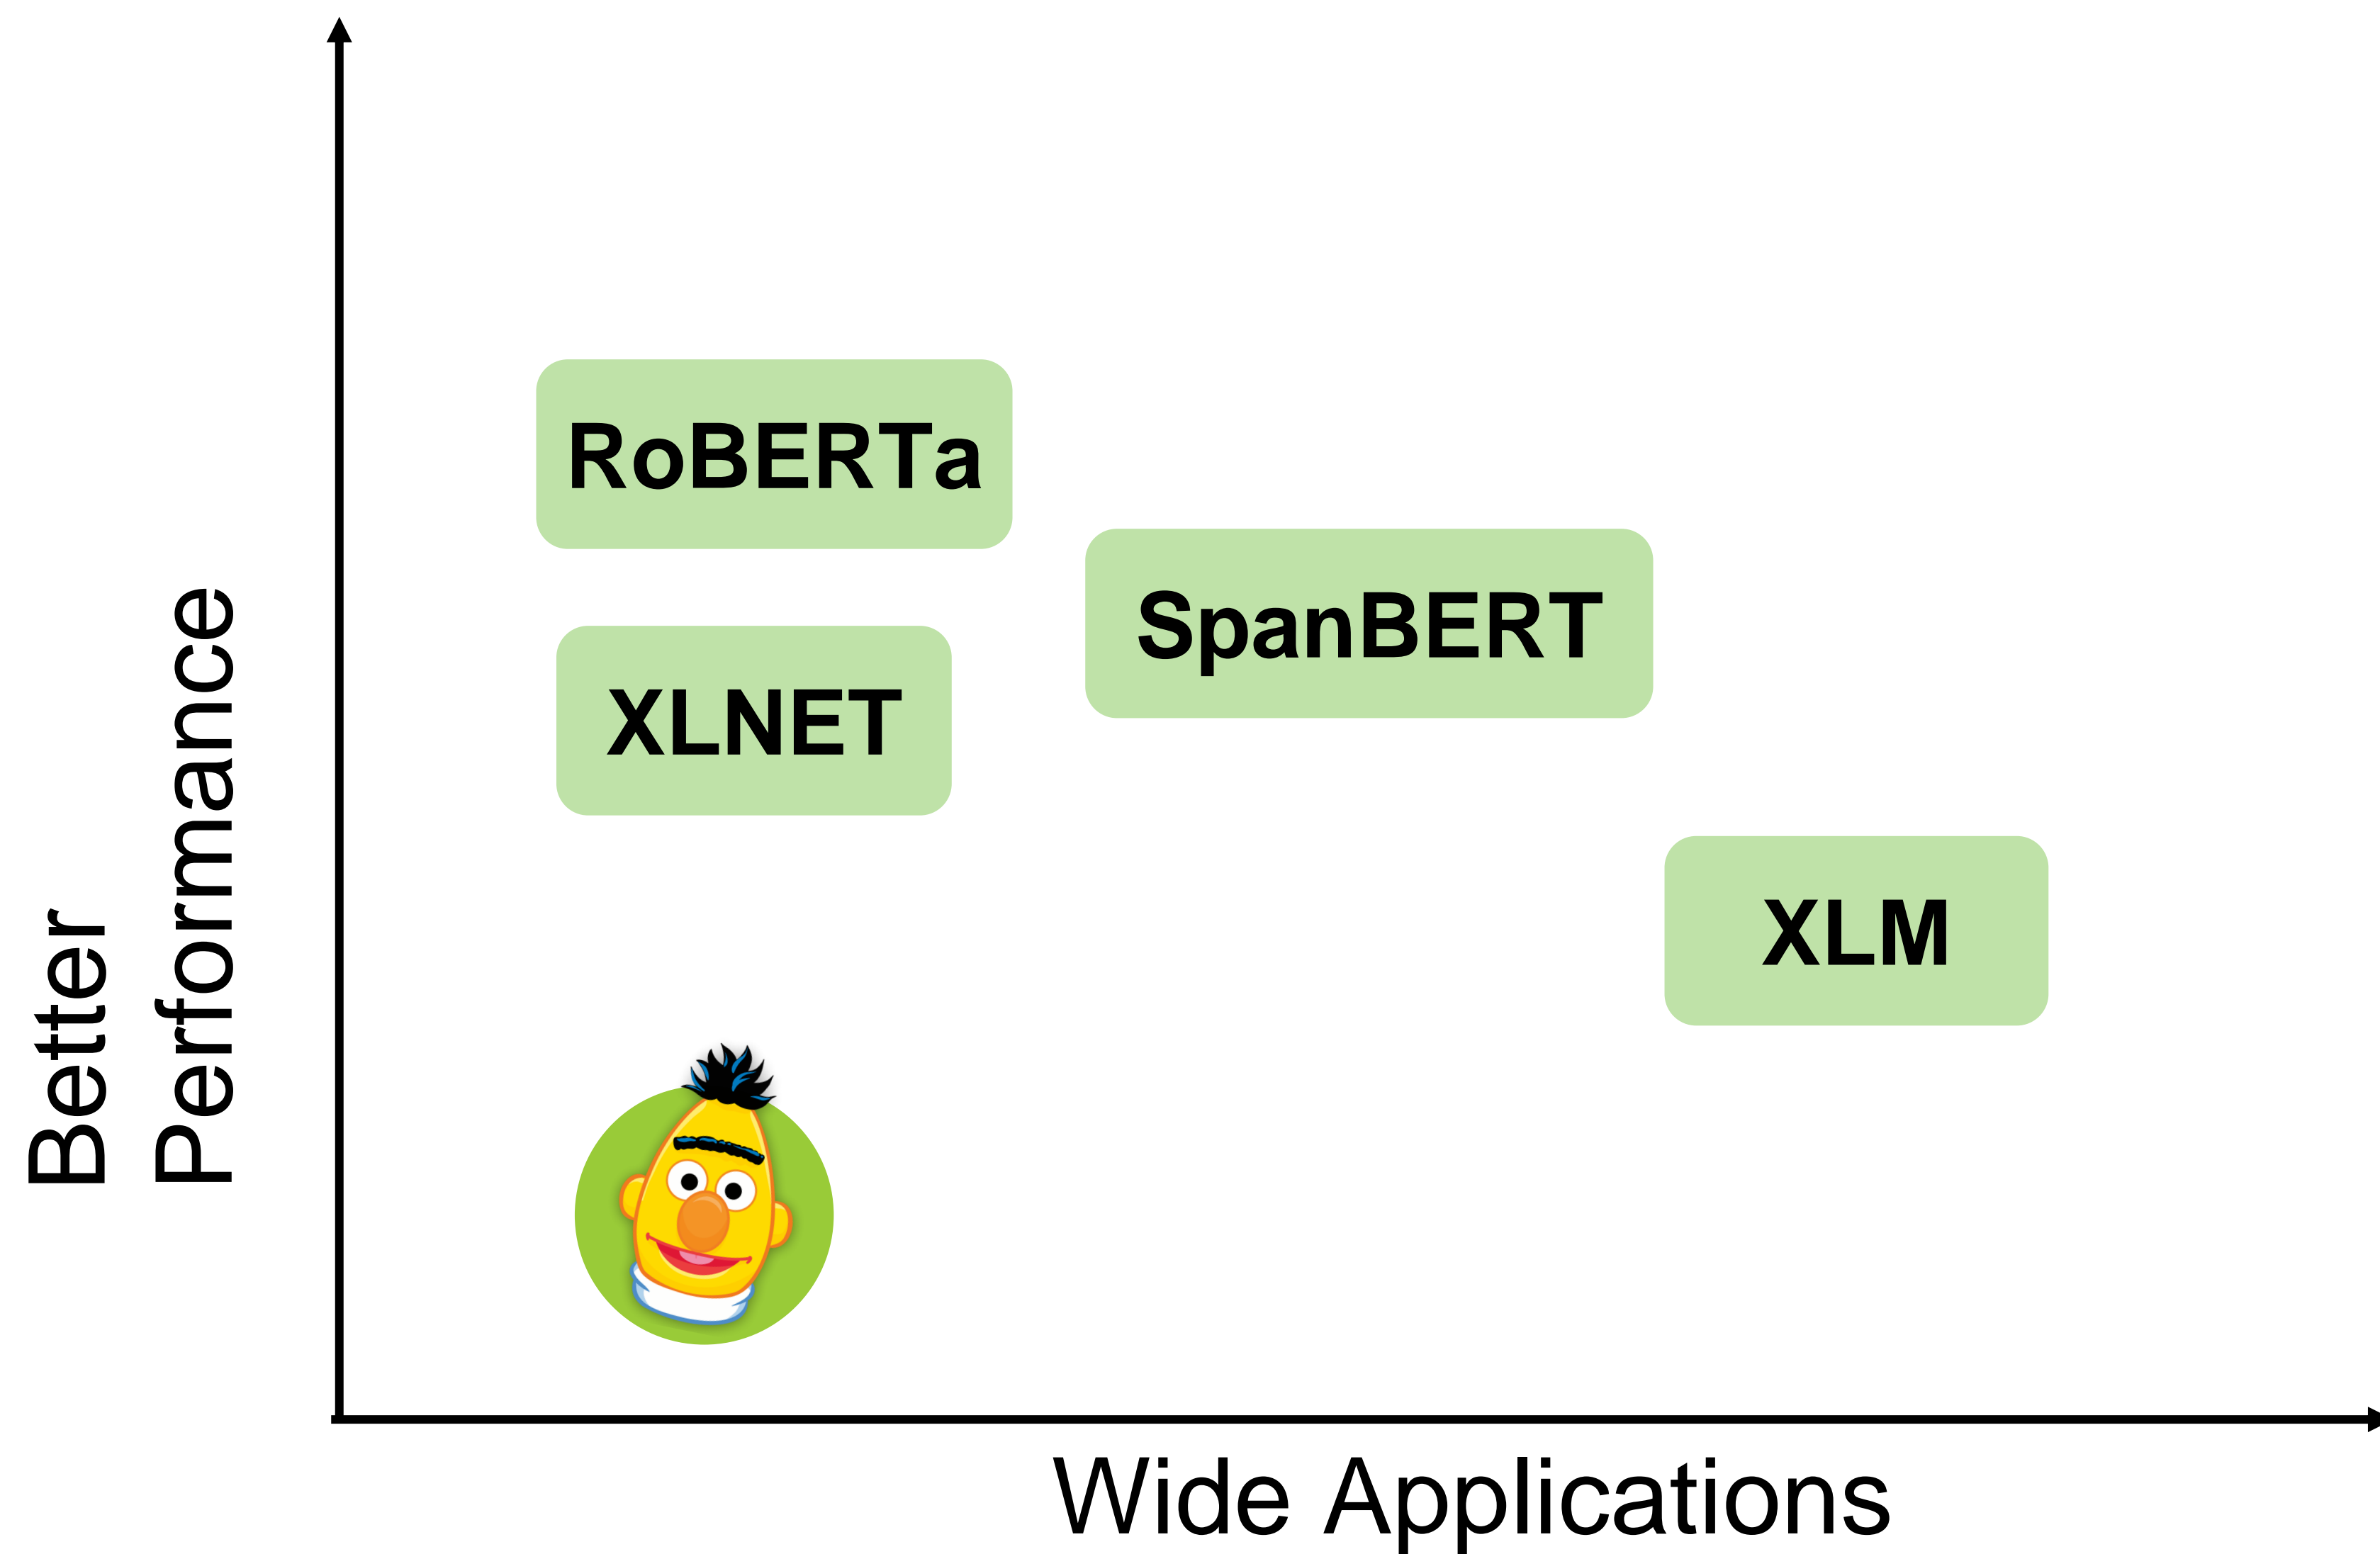 Better
Performance
RoBERTa
SpanBERT
XLNET
XLM
Wide Applications